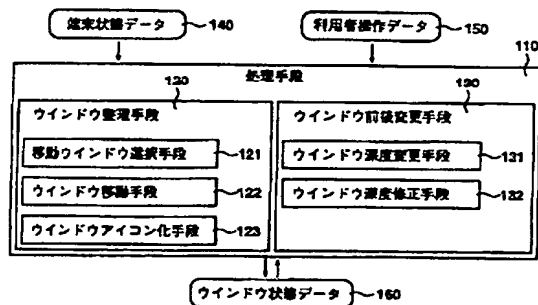 端末状態データ 140
利用者操作データ 150
110
処理手段
120
130
ウインドウ整理手段
ウインドウ前後変更手段
移動ウインドウ選択手段 121
ウインドウ深度変更手段 131
ウインドウ移動手段 122
ウインドウ深度修正手段 132
ウインドウアイコン化手段 123
ウインドウ状態データ 160